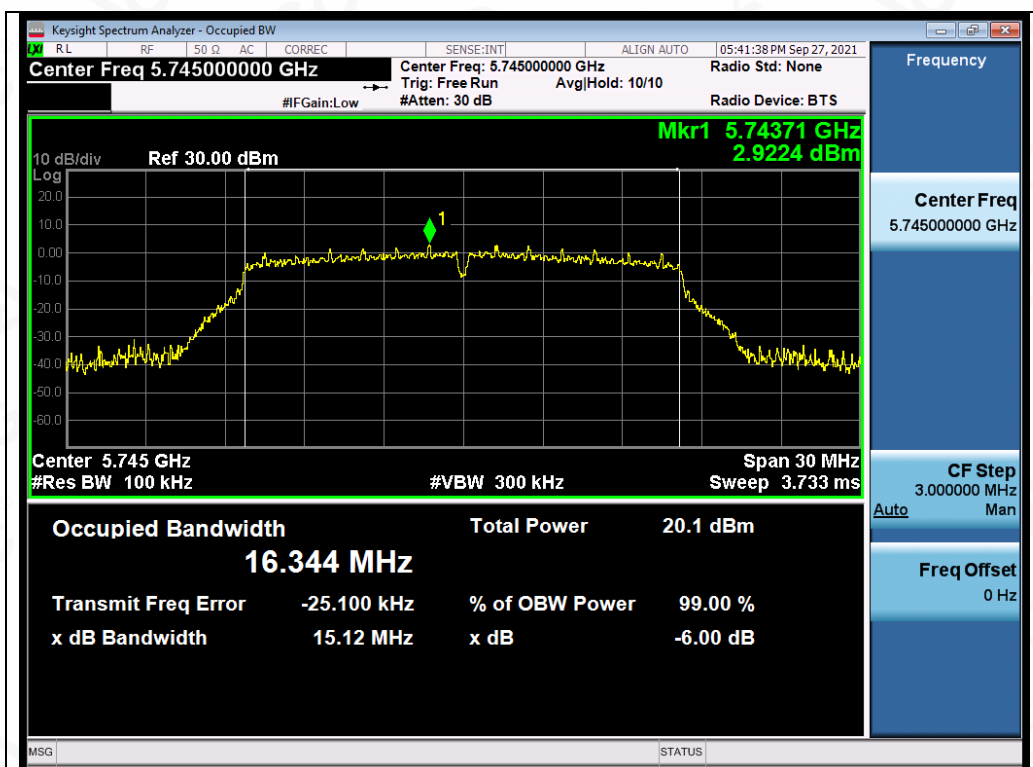 Keysight Spectrum Analyzer - Occupied BW
LXI RL RF 50 Ω AC CORREC SENSE:INT ALIGN AUTO 05:41:38 PM Sep 27, 2021
Center Freq 5.745000000 GHz
Center Freq: 5.745000000 GHz
Radio Std: None
Trig: Free Run Avg|Hold: 10/10
#IFGain:Low #Atten: 30 dB
Radio Device: BTS
Frequency
Mkr1 5.74371 GHz
2.9224 dBm
10 dB/div Ref 30.00 dBm
Log
20.0
10.0
0.00
-10.0
-20.0
-30.0
-40.0
-50.0
-60.0
1
Center 5.745 GHz Span 30 MHz
#Res BW 100 kHz #VBW 300 kHz Sweep 3.733 ms
Occupied Bandwidth Total Power 20.1 dBm
16.344 MHz
Transmit Freq Error -25.100 kHz % of OBW Power 99.00 %
x dB Bandwidth 15.12 MHz x dB -6.00 dB
Center Freq
5.745000000 GHz
CF Step
3.000000 MHz
Auto Man
Freq Offset
0 Hz
MSG STATUS